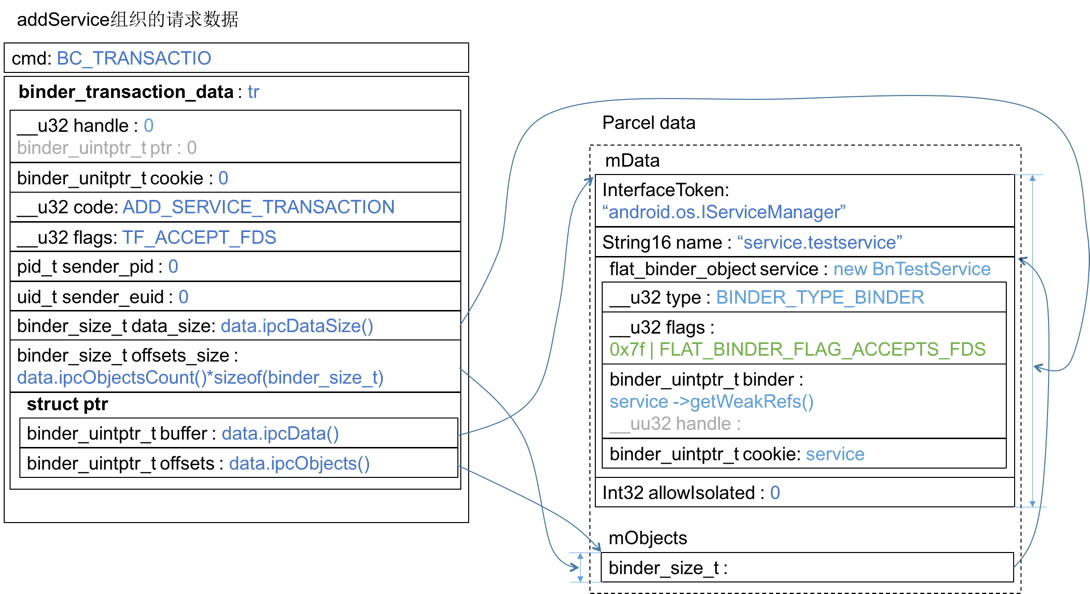 addService组织的请求数据
cmd: BC_TRANSACTIO
binder_transaction_data : tr
__u32 handle : 0
binder_uintptr_t ptr : 0
binder_unitptr_t cookie : 0
__u32 code: ADD_SERVICE_TRANSACTION
__u32 flags: TF_ACCEPT_FDS
pid_t sender_pid : 0
uid_t sender_euid : 0
binder_size_t data_size: data.ipcDataSize()
binder_size_t offsets_size :
data.ipcObjectsCount()*sizeof(binder_size_t)
struct ptr
binder_uintptr_t buffer : data.ipcData()
binder_uintptr_t offsets : data.ipcObjects()
Parcel data
mData
InterfaceToken:
“android.os.IServiceManager”
String16 name : “service.testservice”
flat_binder_object service : new BnTestService
__u32 type : BINDER_TYPE_BINDER
__u32 flags :
0x7f | FLAT_BINDER_FLAG_ACCEPTS_FDS
binder_uintptr_t binder :
service ->getWeakRefs()
__uu32 handle :
binder_uintptr_t cookie: service
Int32 allowIsolated : 0
mObjects
binder_size_t :